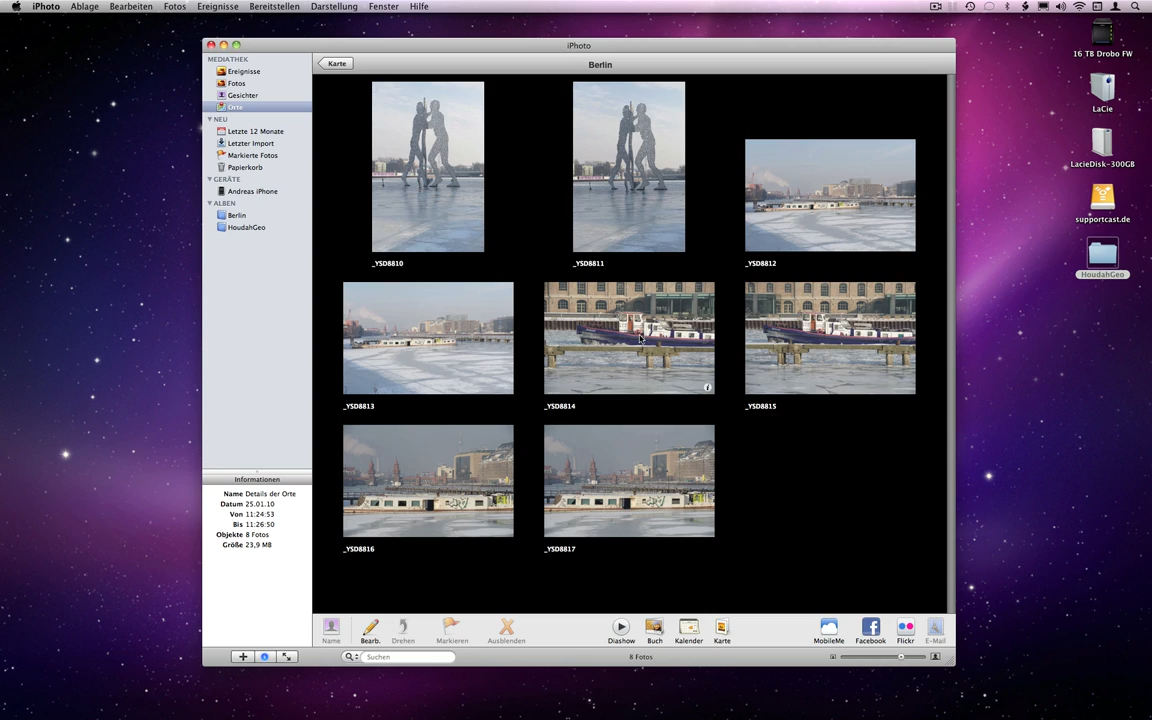 iPhoto Ablage Bearbeiten Fotos Ereignisse Bereitstellen Darstellung Fenster Hilfe
iPhoto
Karte
Berlin
MEDIATHEK
Ereignisse
Fotos
Gesichter
Orte
NEU
Letzte 12 Monate
Letzter Import
Markierte Fotos
Papierkorb
GERÄTE
Andreas iPhone
ALBEN
Berlin
HoudahGeo
_YSD8810 _YSD8811 _YSD8812
_YSD8813 _YSD8814 _YSD8815
_YSD8816 _YSD8817
Informationen
Name Details der Orte
Datum 25.01.10
Von 11:24:53
Bis 11:26:50
Objekte 8 Fotos
Größe 23,9 MB
Name Bearb. Drehen Markieren Ausblenden Diashow Buch Kalender Karte MobileMe Facebook Flickr E-Mail
Suchen
8 Fotos
16 TB Drobo FW
LaCie
LacieDisk-300GB
supportcast.de
HoudahGeo